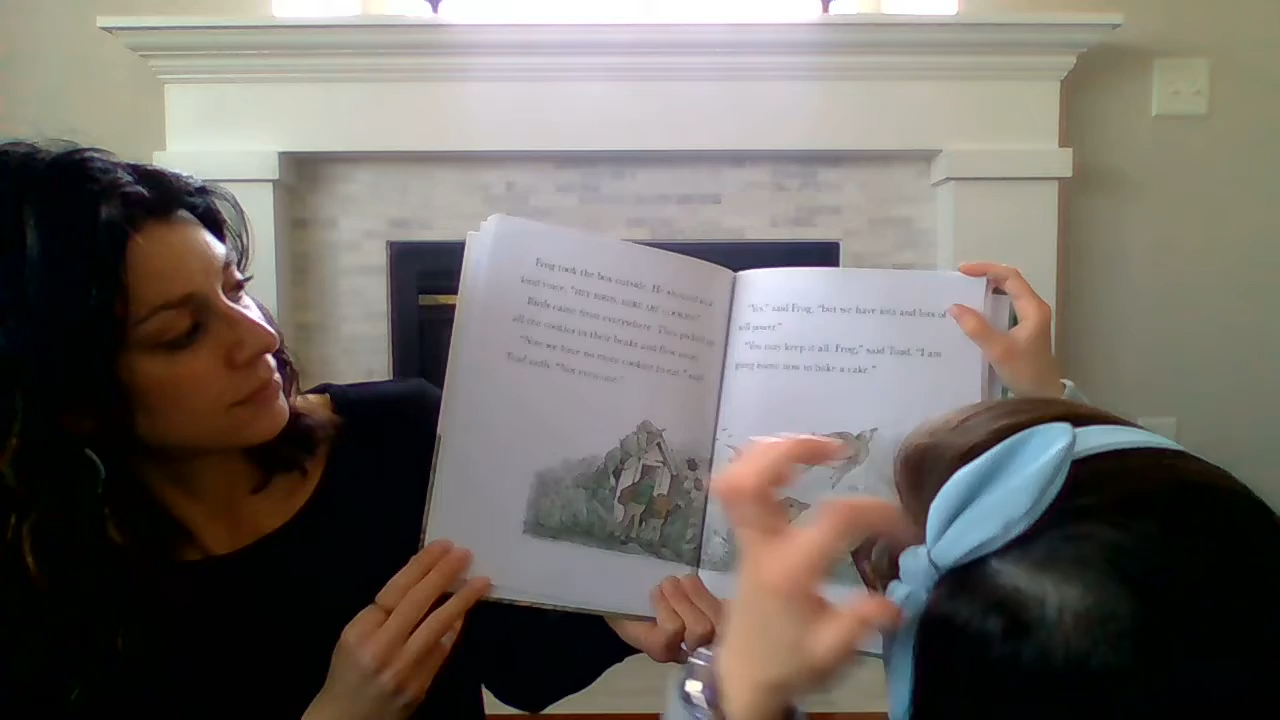 Frog took the box outside. He shouted in a
loud voice, "HEY BIRDS, HERE ARE COOKIES!"
Birds came from everywhere. They picked up
all the cookies in their beaks and flew away.
"Now we have no more cookies to eat," said
Toad sadly. "Not even one."
"Yes," said Frog, "but we have lots and lots of
will power."
"You may keep it all, Frog," said Toad. "I am
going home now to bake a cake."